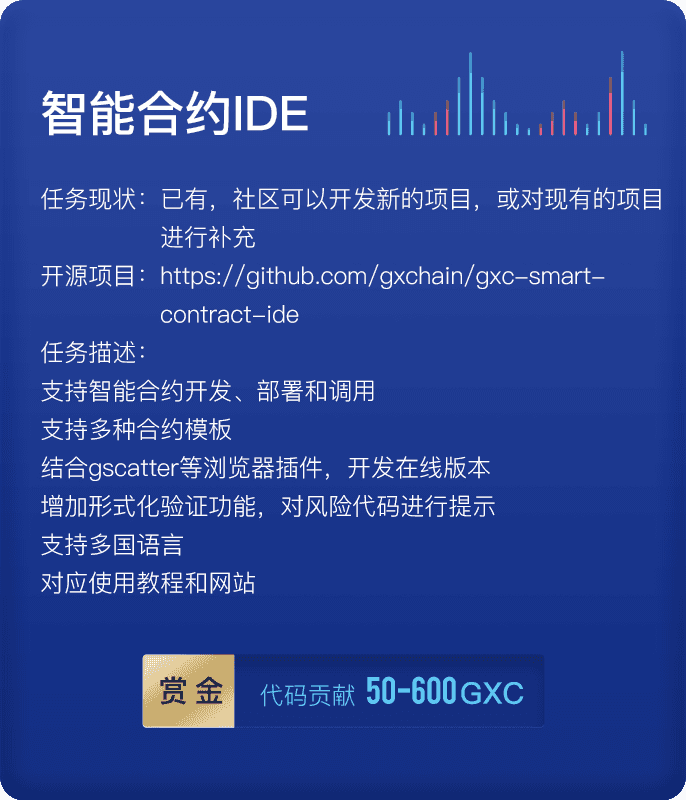 智能合约IDE
任务现状：已有，社区可以开发新的项目，或对现有的项目
进行补充
开源项目：https://github.com/gxchain/gxc-smart-
contract-ide
任务描述：
支持智能合约开发、部署和调用
支持多种合约模板
结合gscatter等浏览器插件，开发在线版本
增加形式化验证功能，对风险代码进行提示
支持多国语言
对应使用教程和网站
赏金 代码贡献 50-600GXC